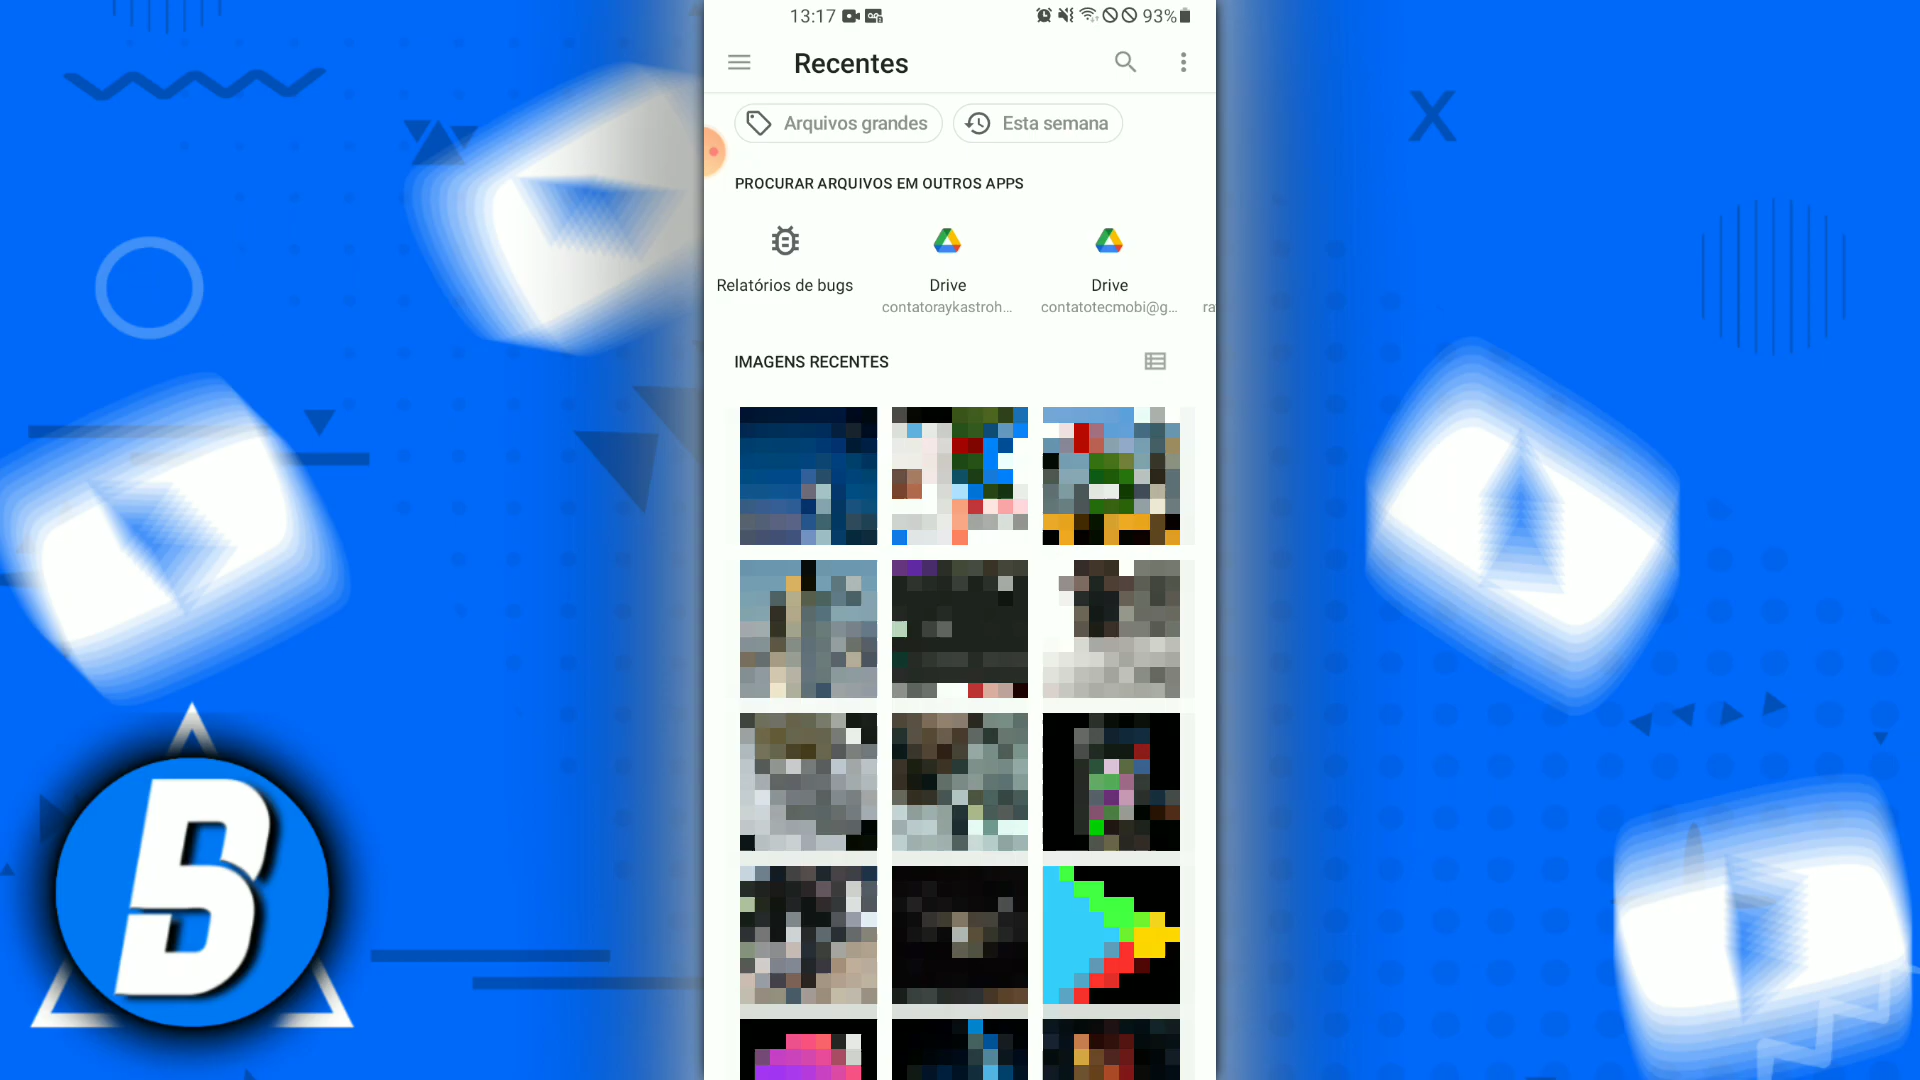 13:17
93%
Recentes
Arquivos grandes
Esta semana
PROCURAR ARQUIVOS EM OUTROS APPS
Relatórios de bugs
Drive
contatoraykastroh...
Drive
contatotecmobi@g...
ra
IMAGENS RECENTES
B